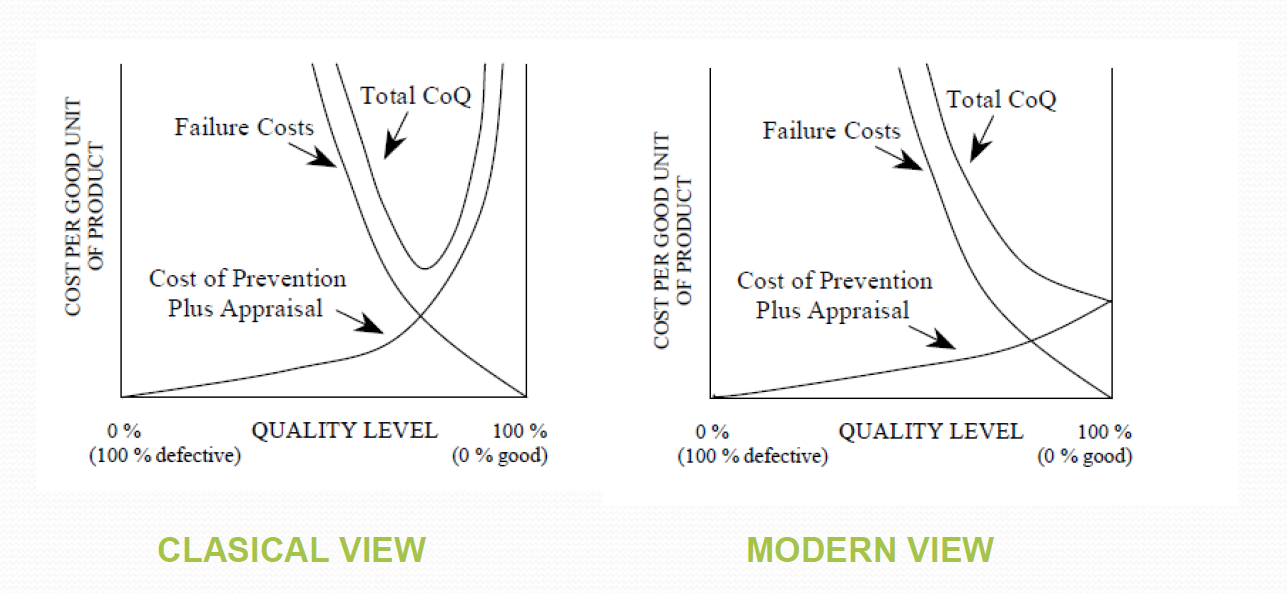 COST PER GOOD UNIT
OF PRODUCT
Total CoQ
Failure Costs
Cost of Prevention
Plus Appraisal
0 %
QUALITY LEVEL
100 %
(100 % defective)
(0 % good)
CLASICAL VIEW
COST PER GOOD UNIT
OF PRODUCT
Total CoQ
Failure Costs
Cost of Prevention
Plus Appraisal
0 %
QUALITY LEVEL
100 %
(100 % defective)
(0 % good)
MODERN VIEW